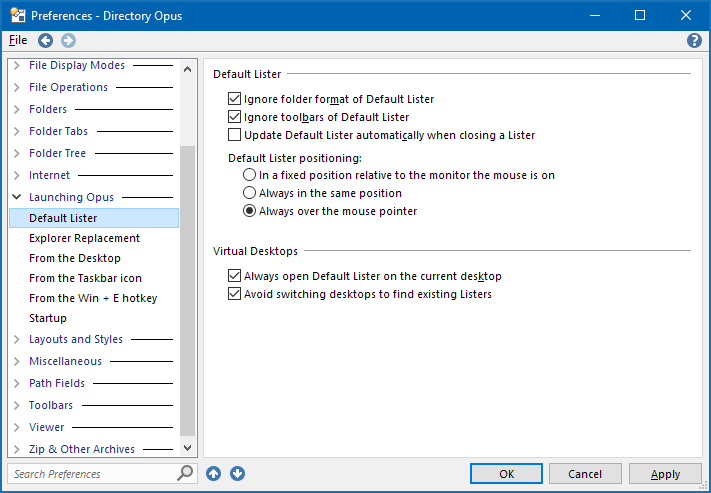 Preferences - Directory Opus
File
File Display Modes
File Operations
Folders
Folder Tabs
Folder Tree
Internet
Launching Opus
Default Lister
Explorer Replacement
From the Desktop
From the Taskbar icon
From the Win + E hotkey
Startup
Layouts and Styles
Miscellaneous
Path Fields
Toolbars
Viewer
Zip & Other Archives
Search Preferences
Default Lister
Ignore folder format of Default Lister
Ignore toolbars of Default Lister
Update Default Lister automatically when closing a Lister
Default Lister positioning:
In a fixed position relative to the monitor the mouse is on
Always in the same position
Always over the mouse pointer
Virtual Desktops
Always open Default Lister on the current desktop
Avoid switching desktops to find existing Listers
OK
Cancel
Apply